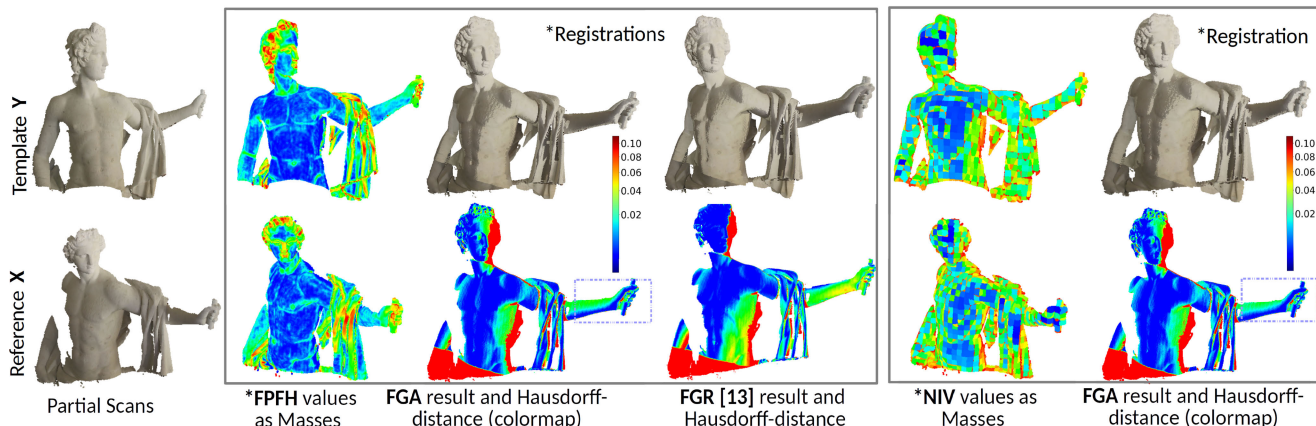 Template Y
Reference X
Partial Scans
*Registrations
0.10
0.08
0.06
0.04
0.02
*FPFH values
as Masses
FGA result and Hausdorff-
distance (colormap)
FGR [13] result and
Hausdorff-distance
*Registration
0.10
0.08
0.06
0.04
0.02
*NIV values as
Masses
FGA result and Hausdorff-
distance (colormap)